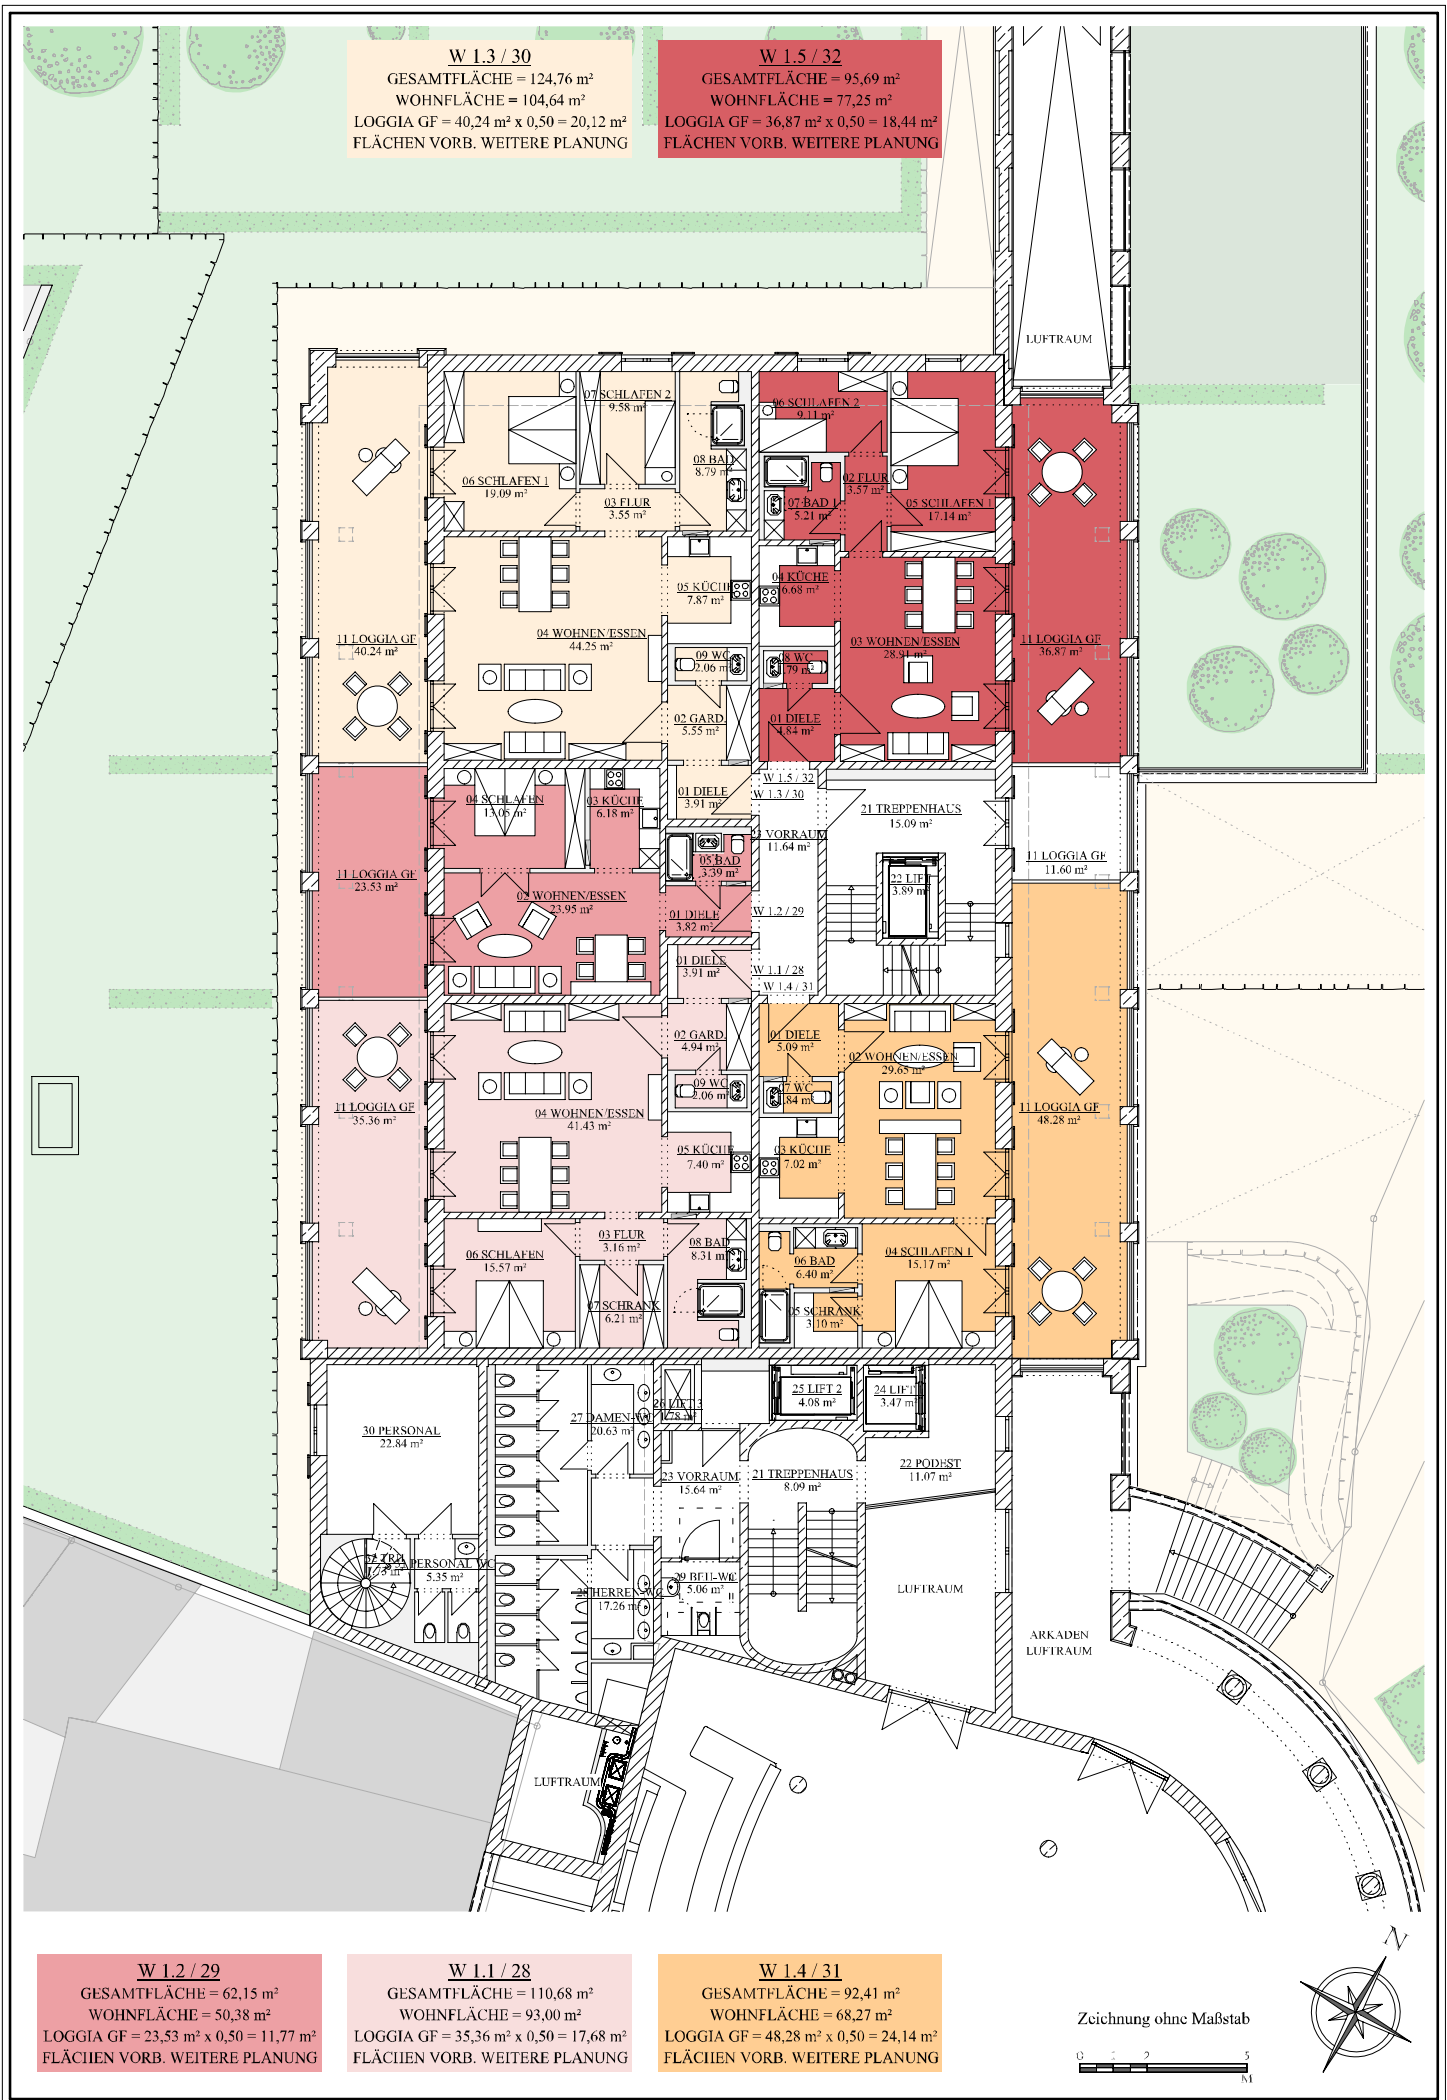 W 1.3 / 30
GESAMTFLÄCHE = 124,76 m²
WOHNFLÄCHE = 104,64 m²
LOGGIA GF = 40,24 m² x 0,50 = 20,12 m²
FLÄCHEN VORB. WEITERE PLANUNG
W 1.5 / 32
GESAMTFLÄCHE = 95,69 m²
WOHNFLÄCHE = 77,25 m²
LOGGIA GF = 36,87 m² x 0,50 = 18,44 m²
FLÄCHEN VORB. WEITERE PLANUNG
LUFTRAUM
07 SCHLAFEN 2
9.58 m²
06 SCHLAFEN 1
19.09 m²
08 BAD
8.79 m²
03 FLUR
3.55 m²
06 SCHLAFEN 2
9.11 m²
02 FLUR
3.57 m²
07 BAD 1
5.21 m²
05 SCHLAFEN 1
17.14 m²
05 KÜCHE
7.87 m²
04 KÜCHE
6.68 m²
11 LOGGIA GF
40.24 m²
04 WOHNEN/ESSEN
44.25 m²
09 WC
2.06 m²
08 WC
.79 m²
03 WOHNEN/ESSEN
28.91 m²
11 LOGGIA GF
36.87 m²
02 GARD.
5.55 m²
01 DIELE
4.84 m²
W 1.5 / 32
W 1.3 / 30
01 DIELE
3.91 m²
04 SCHLAFEN
13.05 m²
03 KÜCHE
6.18 m²
21 TREPPENHAUS
15.09 m²
VORRAUM
11.64 m²
11 LOGGIA GF
23.53 m²
05 BAD
3.39 m²
22 LIFT
3.89 m²
11 LOGGIA GF
11.60 m²
02 WOHNEN/ESSEN
23.95 m²
01 DIELE
3.82 m²
W 1.2 / 29
01 DIELE
3.91 m²
W 1.1 / 28
W 1.4 / 31
02 GARD.
4.94 m²
01 DIELE
5.09 m²
02 WOHNEN/ESSEN
29.65 m²
09 WC
2.06 m²
07 WC
.84 m²
11 LOGGIA GF
35.36 m²
04 WOHNEN/ESSEN
41.43 m²
11 LOGGIA GF
48.28 m²
05 KÜCHE
7.40 m²
03 KÜCHE
7.02 m²
06 SCHLAFEN
15.57 m²
03 FLUR
3.16 m²
08 BAD
8.31 m²
06 BAD
6.40 m²
04 SCHLAFEN 1
15.17 m²
07 SCHRANK
6.21 m²
05 SCHRANK
3.10 m²
25 LIFT 2
4.08 m²
24 LIFT
3.47 m²
26 LIFT 3
.78 m²
27 DAMEN-WC
20.63 m²
30 PERSONAL
22.84 m²
23 VORRAUM
15.64 m²
21 TREPPENHAUS
8.09 m²
22 PODEST
11.07 m²
PERSONAL WC
5.35 m²
28 HERREN-WC
17.26 m²
29 BEH-WC
5.06 m²
LUFTRAUM
ARKADEN
LUFTRAUM
LUFTRAUM
W 1.2 / 29
GESAMTFLÄCHE = 62,15 m²
WOHNFLÄCHE = 50,38 m²
LOGGIA GF = 23,53 m² x 0,50 = 11,77 m²
FLÄCHEN VORB. WEITERE PLANUNG
W 1.1 / 28
GESAMTFLÄCHE = 110,68 m²
WOHNFLÄCHE = 93,00 m²
LOGGIA GF = 35,36 m² x 0,50 = 17,68 m²
FLÄCHEN VORB. WEITERE PLANUNG
W 1.4 / 31
GESAMTFLÄCHE = 92,41 m²
WOHNFLÄCHE = 68,27 m²
LOGGIA GF = 48,28 m² x 0,50 = 24,14 m²
FLÄCHEN VORB. WEITERE PLANUNG
N
Zeichnung ohne Maßstab
0 1 2 5
M